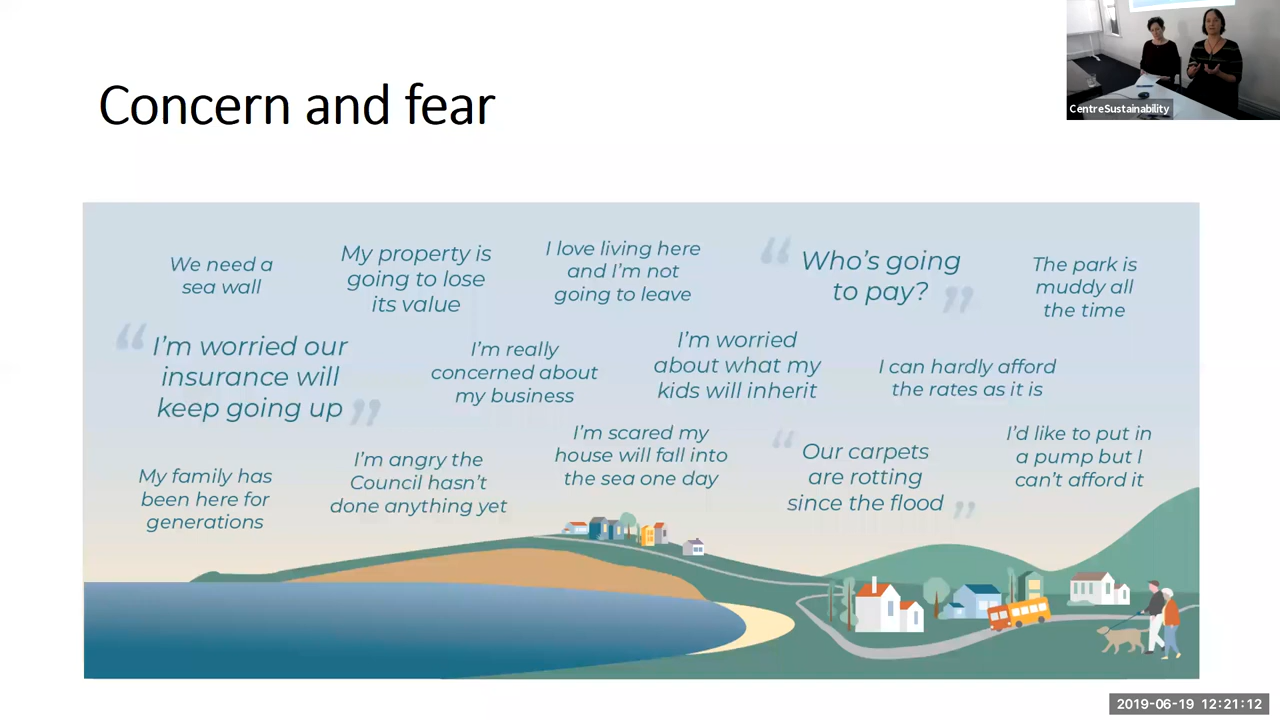 Concern and fear
CentreSustainability
We need a
sea wall
My property is
going to lose
its value
I love living here
and I'm not
going to leave
“ Who's going
to pay? ”
The park is
muddy all
the time
“ I'm worried our
insurance will
keep going up ”
I'm really
concerned about
my business
I'm worried
about what my
kids will inherit
I can hardly afford
the rates as it is
My family has
been here for
generations
I'm angry the
Council hasn't
done anything yet
I'm scared my
house will fall into
the sea one day
“ Our carpets
are rotting
since the flood ”
I'd like to put in
a pump but I
can't afford it
2019-06-19 12:21:12